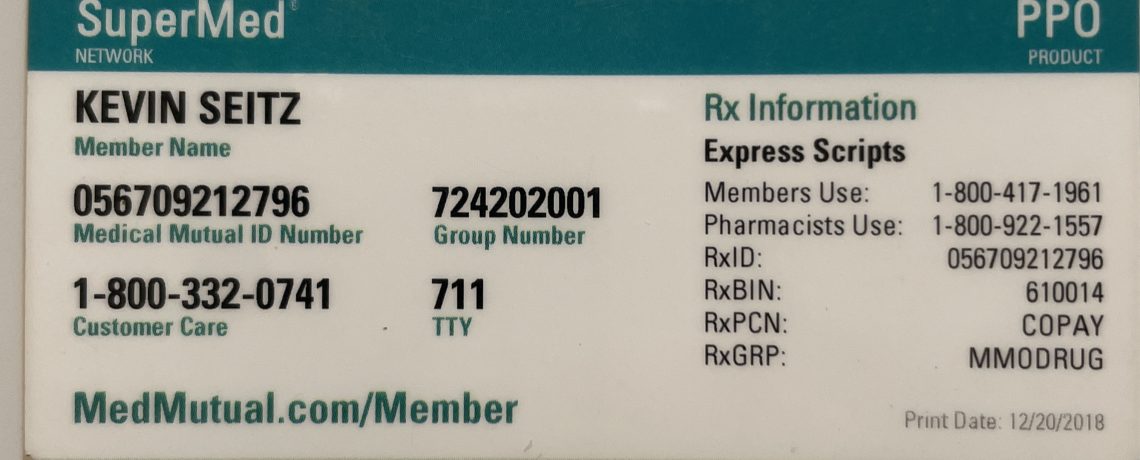 SuperMed®
NETWORK
PPO
PRODUCT
KEVIN SEITZ
Member Name
056709212796
Medical Mutual ID Number
724202001
Group Number
1-800-332-0741
Customer Care
711
TTY
MedMutual.com/Member
Rx Information
Express Scripts
Members Use: 1-800-417-1961
Pharmacists Use: 1-800-922-1557
RxID: 056709212796
RxBIN: 610014
RxPCN: COPAY
RxGRP: MMODRUG
Print Date: 12/20/2018